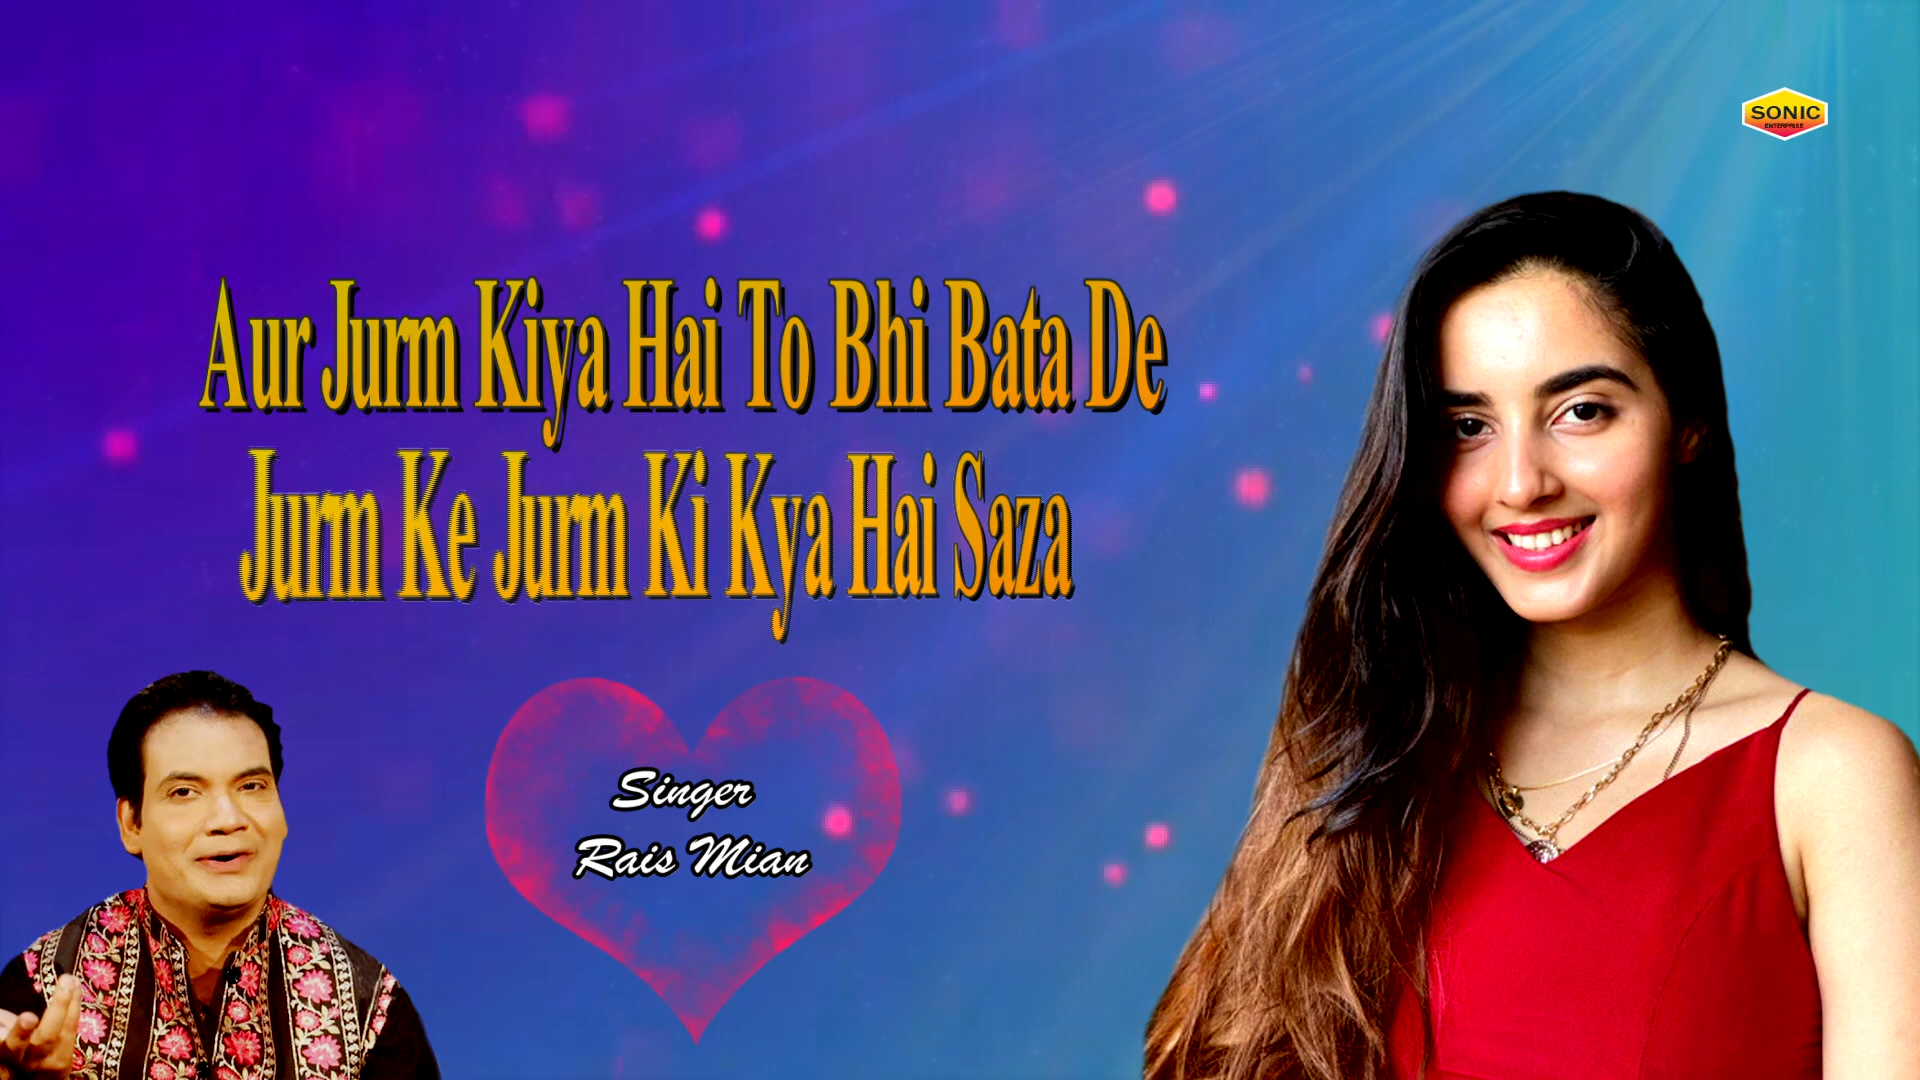 SONIC
ENTERPRISE
Aur Jurm Kiya Hai To Bhi Bata De
Jurm Ke Jurm Ki Kya Hai Saza
Singer
Rais Mian